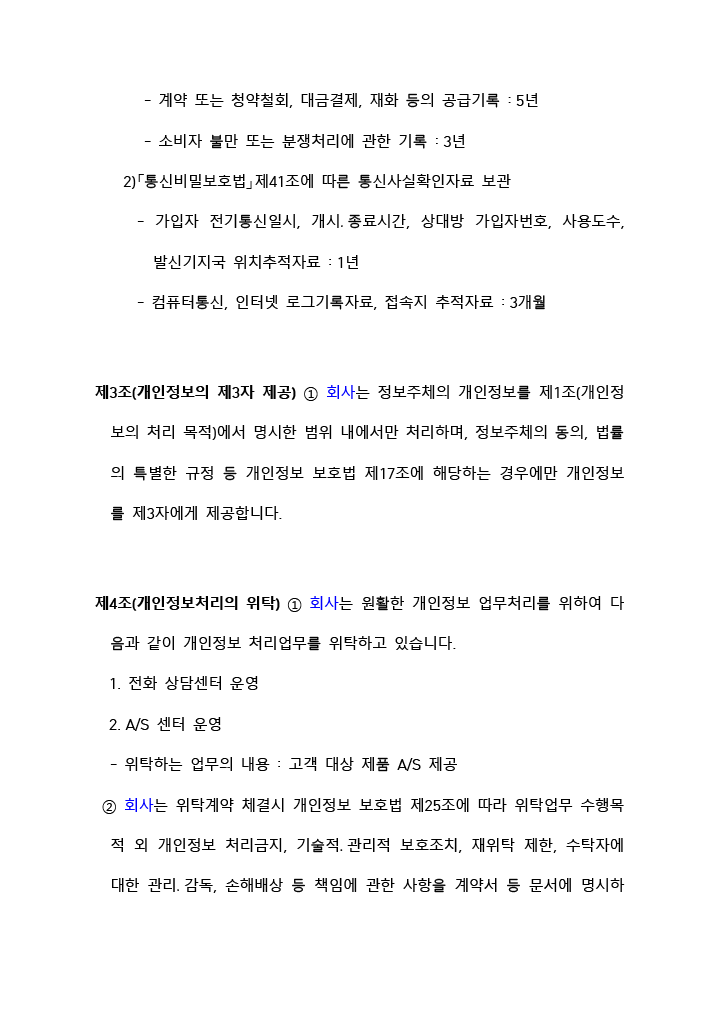 - 계약 또는 청약철회, 대금결제, 재화 등의 공급기록 : 5년
- 소비자 불만 또는 분쟁처리에 관한 기록 : 3년
2)「통신비밀보호법」제41조에 따른 통신사실확인자료 보관
- 가입자 전기통신일시, 개시.종료시간, 상대방 가입자번호, 사용도수,
발신기지국 위치추적자료 : 1년
- 컴퓨터통신, 인터넷 로그기록자료, 접속지 추적자료 : 3개월
제3조(개인정보의 제3자 제공) ① 회사는 정보주체의 개인정보를 제1조(개인정
보의 처리 목적)에서 명시한 범위 내에서만 처리하며, 정보주체의 동의, 법률
의 특별한 규정 등 개인정보 보호법 제17조에 해당하는 경우에만 개인정보
를 제3자에게 제공합니다.
제4조(개인정보처리의 위탁) ① 회사는 원활한 개인정보 업무처리를 위하여 다
음과 같이 개인정보 처리업무를 위탁하고 있습니다.
1. 전화 상담센터 운영
2. A/S 센터 운영
- 위탁하는 업무의 내용 : 고객 대상 제품 A/S 제공
② 회사는 위탁계약 체결시 개인정보 보호법 제25조에 따라 위탁업무 수행목
적 외 개인정보 처리금지, 기술적.관리적 보호조치, 재위탁 제한, 수탁자에
대한 관리.감독, 손해배상 등 책임에 관한 사항을 계약서 등 문서에 명시하